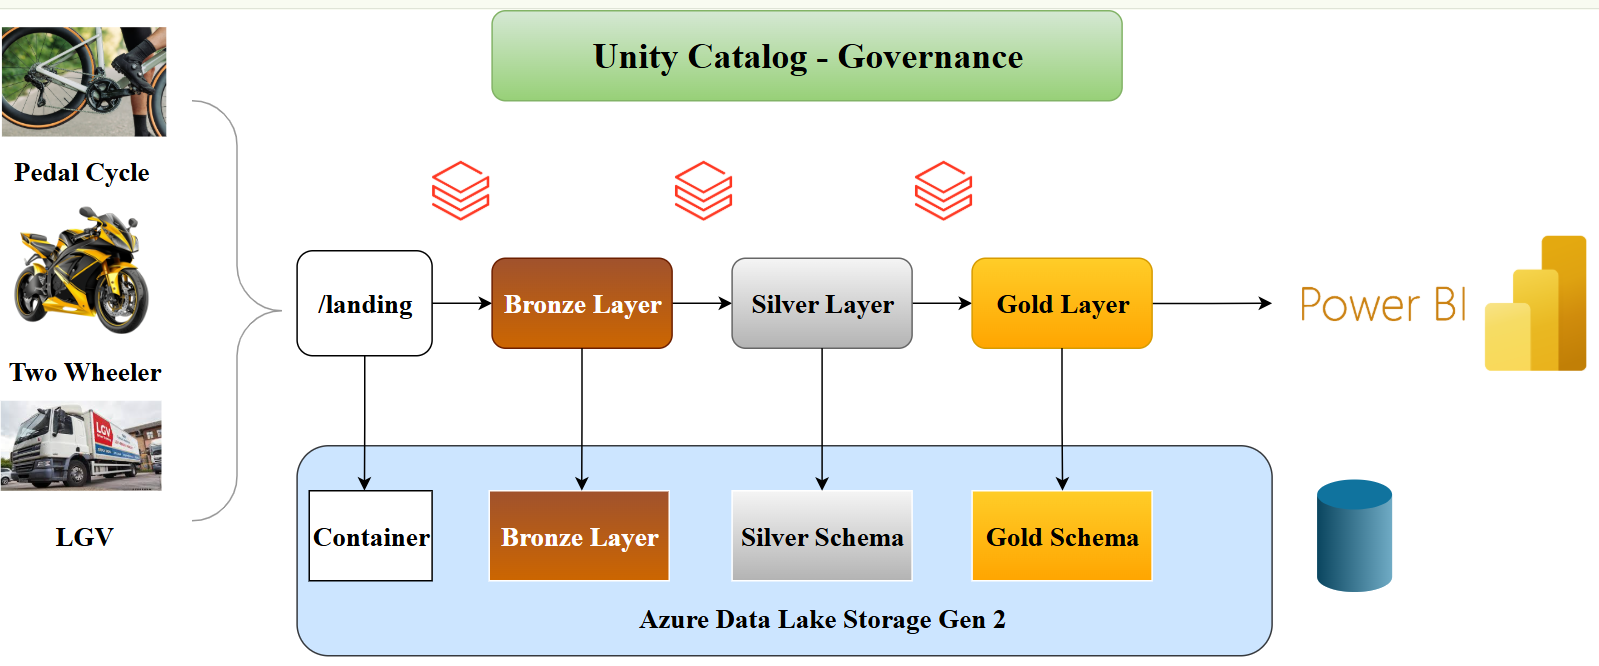 Unity Catalog - Governance
Pedal Cycle
Two Wheeler
LGV
LGV
/landing
Bronze Layer
Silver Layer
Gold Layer
Power BI
Container
Bronze Layer
Silver Schema
Gold Schema
Azure Data Lake Storage Gen 2